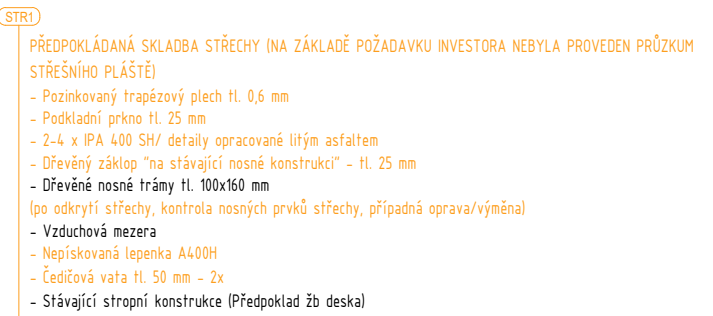 STR1
PŘEDPOKLÁDANÁ SKLADBA STŘECHY (NA ZÁKLADĚ POŽADAVKU INVESTORA NEBYLA PROVEDEN PRŮZKUM
STŘEŠNÍHO PLÁŠTĚ)
- Pozinkovaný trapézový plech tl. 0,6 mm
- Podkladní prkno tl. 25 mm
- 2-4 x IPA 400 SH/ detaily opracované litým asfaltem
- Dřevěný záklop "na stávající nosné konstrukci" - tl. 25 mm
- Dřevěné nosné trámy tl. 100x160 mm
(po odkrytí střechy, kontrola nosných prvků střechy, případná oprava/výměna)
- Vzduchová mezera
- Nepískovaná lepenka A400H
- Čedičová vata tl. 50 mm - 2x
- Stávající stropní konstrukce (Předpoklad žb deska)